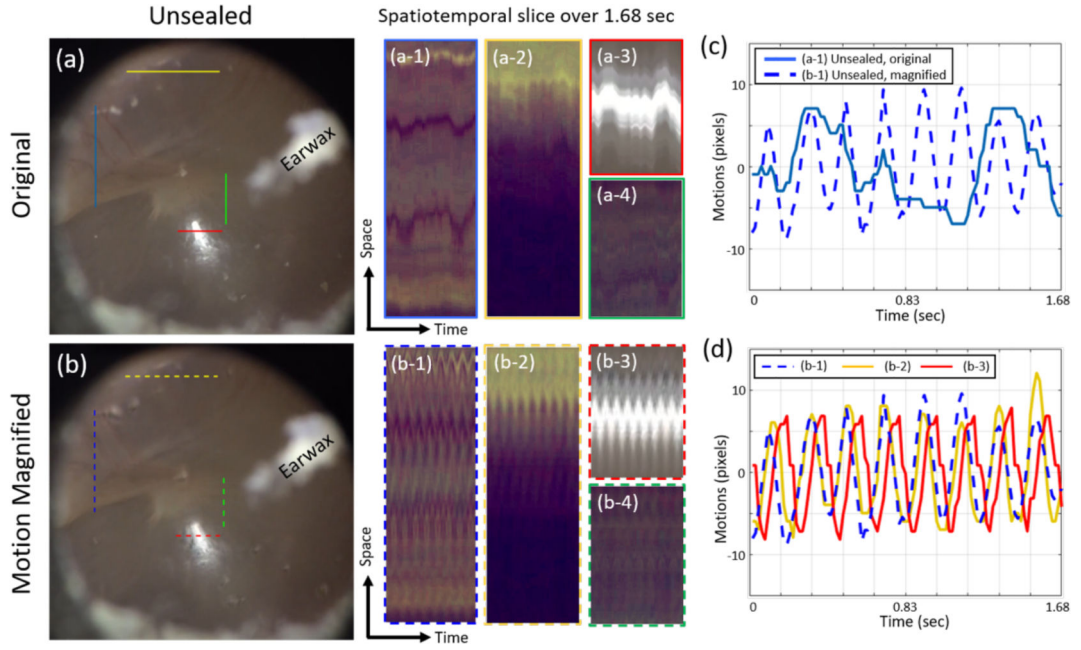 Unsealed
Spatiotemporal slice over 1.68 sec
Original
(a)
Earwax
(a-1)
(a-2)
(a-3)
(a-4)
Space
Time
(c)
(a-1) Unsealed, original
(b-1) Unsealed, magnified
Motions (pixels)
10
0
-10
0
0.83
1.68
Time (sec)
Motion Magnified
(b)
Earwax
(b-1)
(b-2)
(b-3)
(b-4)
Space
Time
(d)
(b-1)
(b-2)
(b-3)
Motions (pixels)
10
0
-10
0
0.83
1.68
Time (sec)